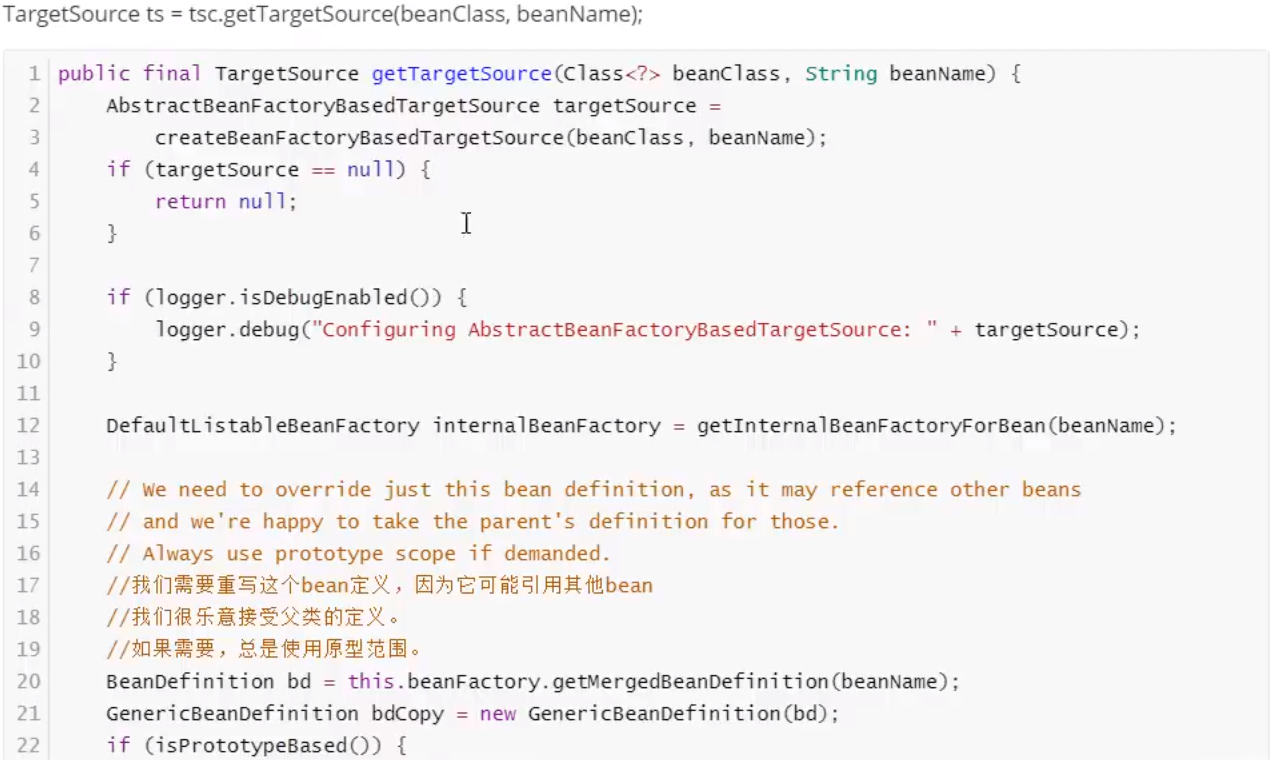 TargetSource ts = tsc.getTargetSource(beanClass, beanName);
1 public final TargetSource getTargetSource(Class<?> beanClass, String beanName) {
2 AbstractBeanFactoryBasedTargetSource targetSource =
3 createBeanFactoryBasedTargetSource(beanClass, beanName);
4 if (targetSource == null) {
5 return null;
6 }
7
8 if (logger.isDebugEnabled()) {
9 logger.debug("Configuring AbstractBeanFactoryBasedTargetSource: " + targetSource);
10 }
11
12 DefaultListableBeanFactory internalBeanFactory = getInternalBeanFactoryForBean(beanName);
13
14 // We need to override just this bean definition, as it may reference other beans
15 // and we're happy to take the parent's definition for those.
16 // Always use prototype scope if demanded.
17 //我们需要重写这个bean定义，因为它可能引用其他bean
18 //我们很乐意接受父类的定义。
19 //如果需要，总是使用原型范围。
20 BeanDefinition bd = this.beanFactory.getMergedBeanDefinition(beanName);
21 GenericBeanDefinition bdCopy = new GenericBeanDefinition(bd);
22 if (isPrototypeBased()) {